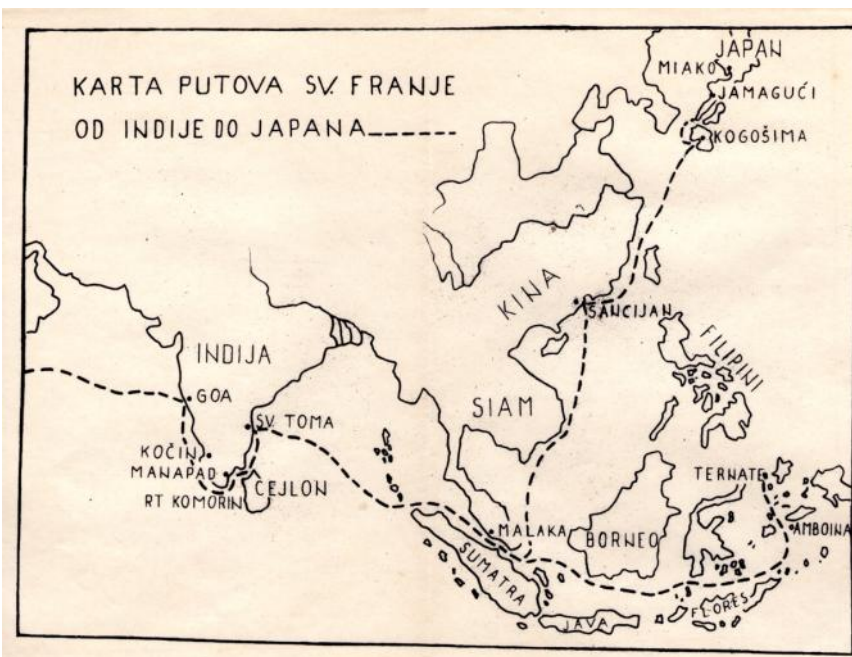 KARTA PUTOVA SV. FRANJE
OD INDIJE DO JAPANA
JAPAN
MIAKO
JAMAGUĆI
KOGOŠIMA
KINA
SANCIJAN
INDIJA
GOA
SV. TOMA
SIAM
FILIPINI
KOČIN
MANAPAD
RT KOMORIN
CEJLON
TERNATE
MALAKA
BORNEO
AMBOINA
SUMATRA
JAVA
FLORES